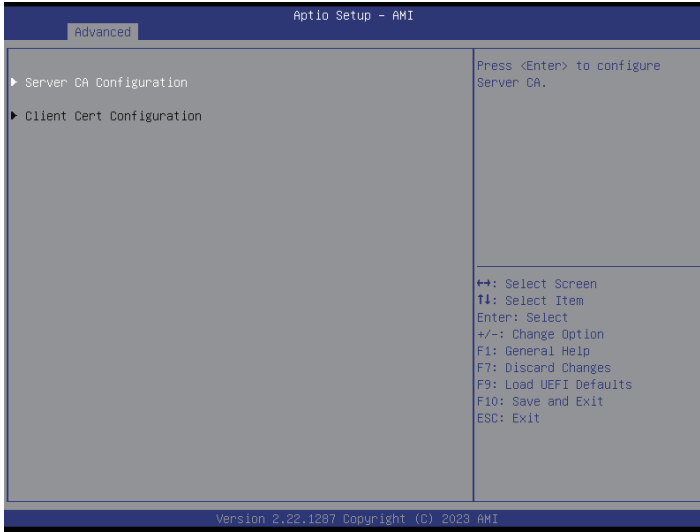 Aptio Setup – AMI
Advanced
▶ Server CA Configuration
▶ Client Cert Configuration
Press <Enter> to configure
Server CA.
↔: Select Screen
↑↓: Select Item
Enter: Select
+/-: Change Option
F1: General Help
F7: Discard Changes
F9: Load UEFI Defaults
F10: Save and Exit
ESC: Exit
Version 2.22.1287 Copyright (C) 2023 AMI